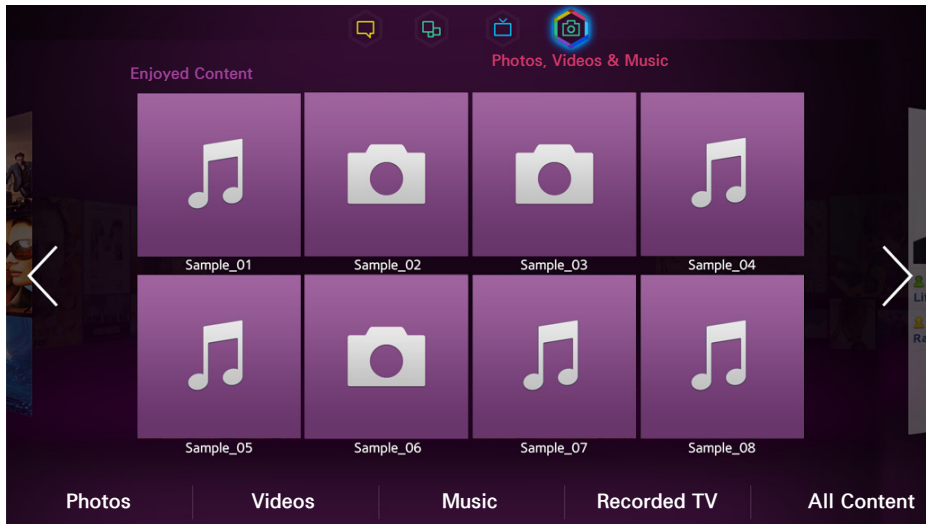 Photos, Videos & Music
Enjoyed Content
Sample_01
Sample_02
Sample_03
Sample_04
Sample_05
Sample_06
Sample_07
Sample_08
Photos
Videos
Music
Recorded TV
All Content